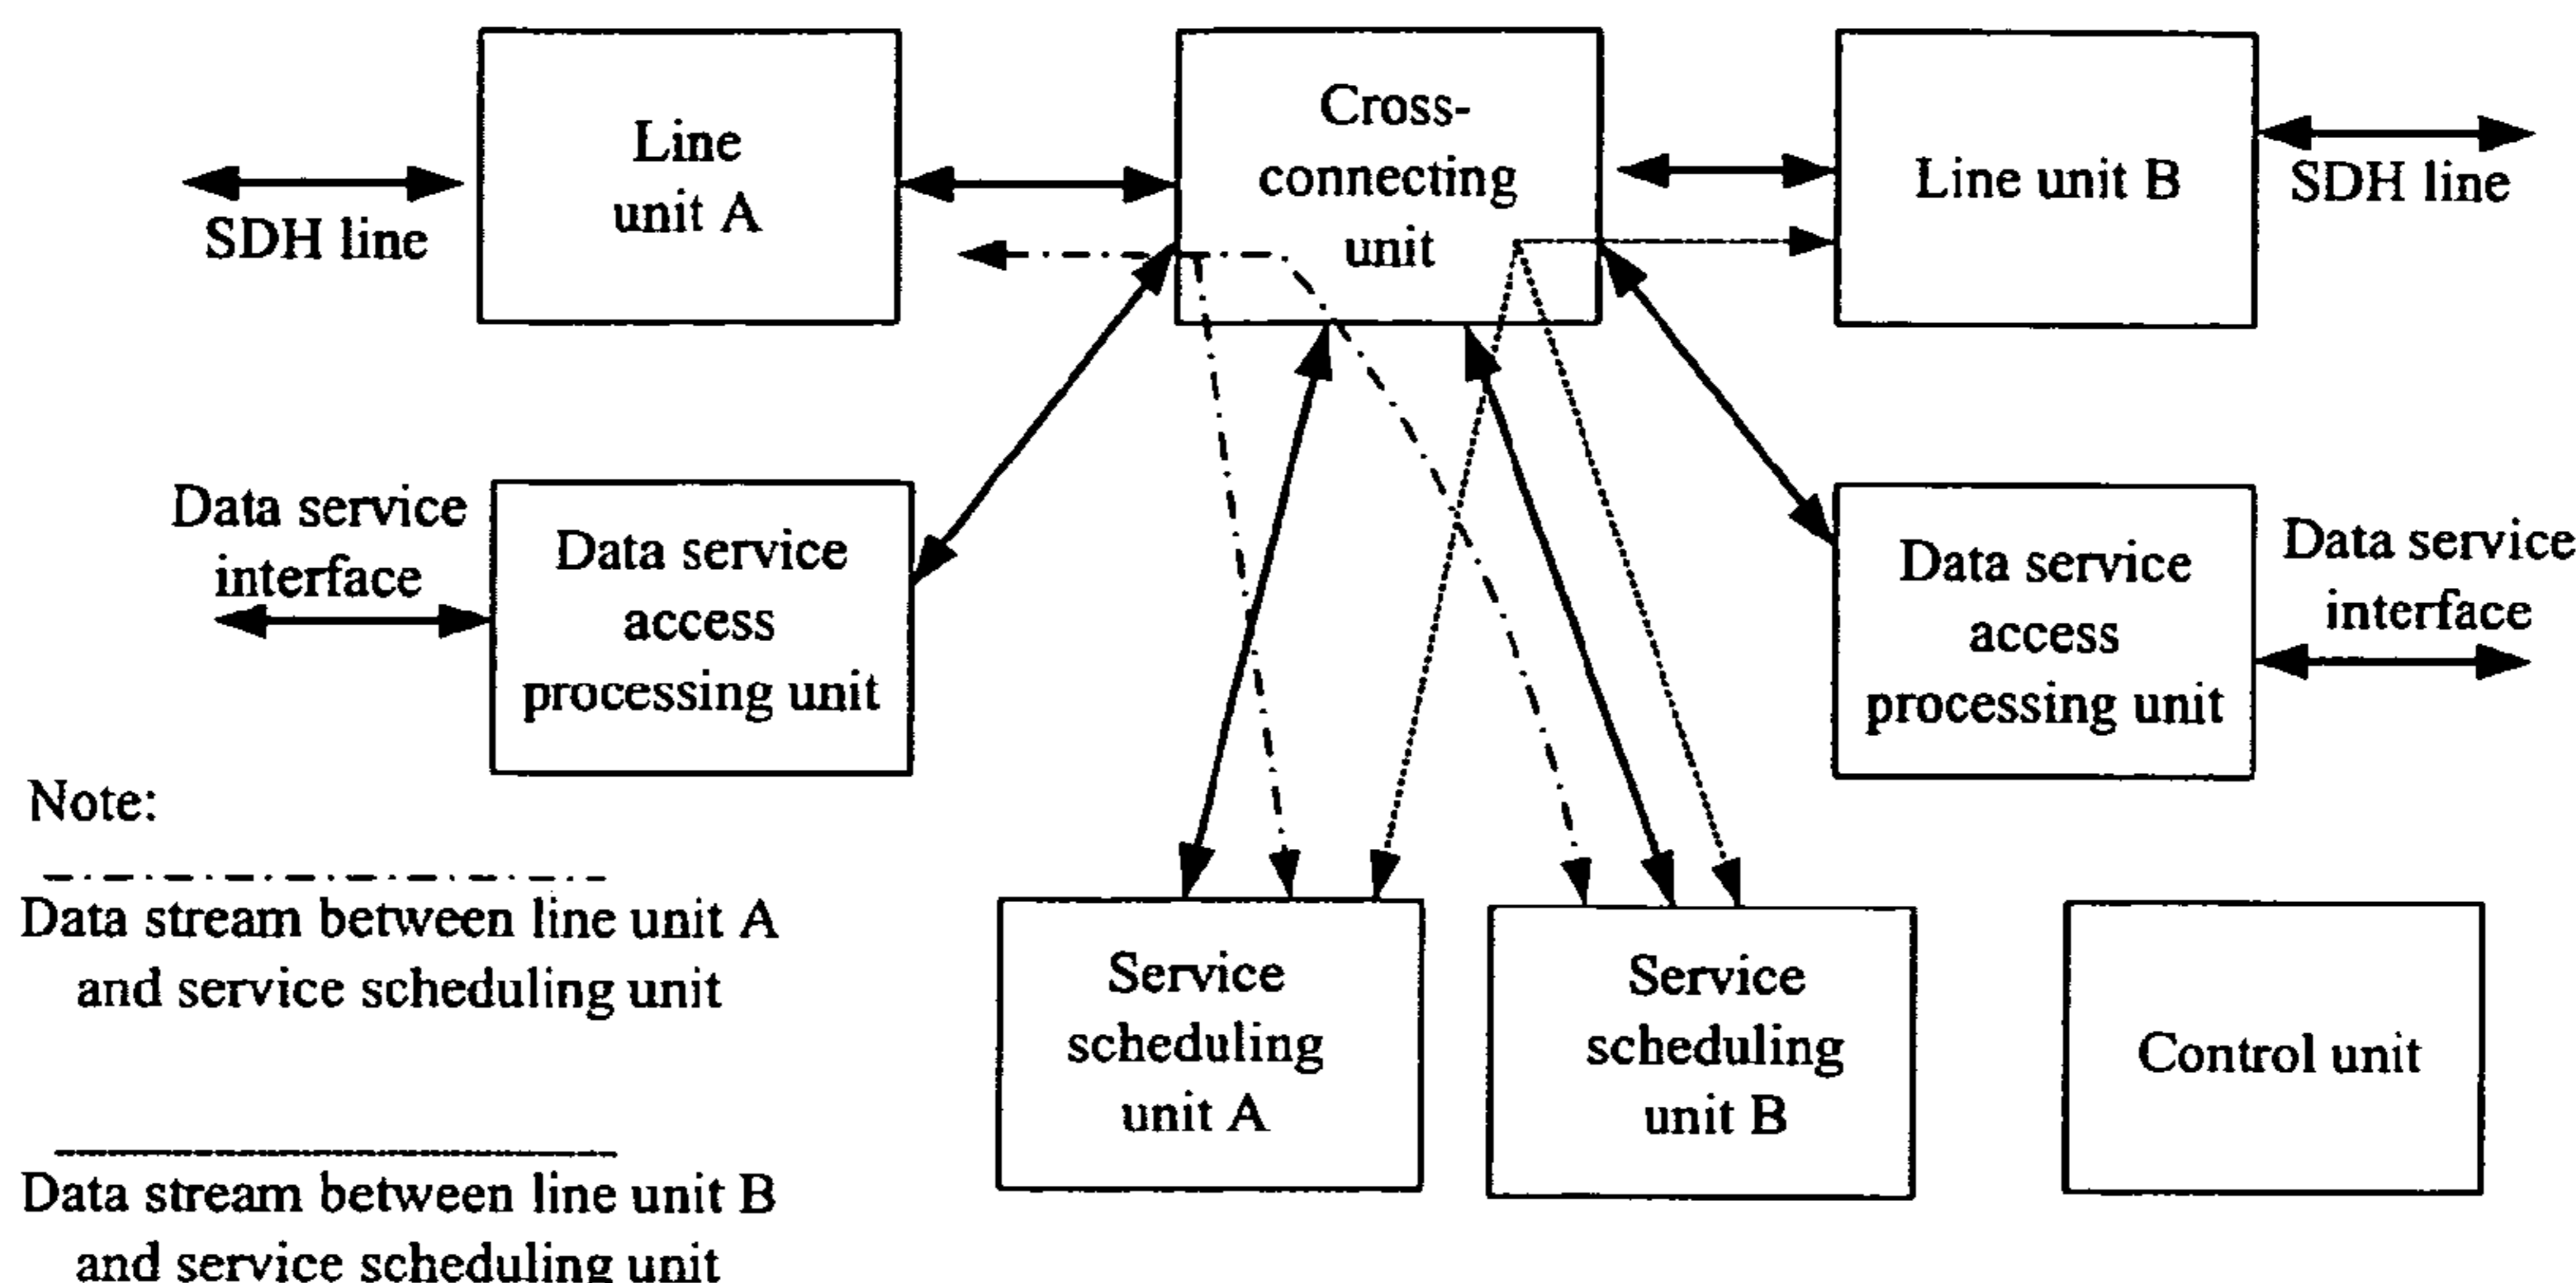 Line
unit A
Cross-
connecting
unit
Line unit B
SDH line
SDH line
Data service
interface
Data service
access
processing unit
Data service
access
processing unit
Data service
interface
Note:
Data stream between line unit A
and service scheduling unit
Data stream between line unit B
and service scheduling unit
Service
scheduling
unit A
Service
scheduling
unit B
Control unit